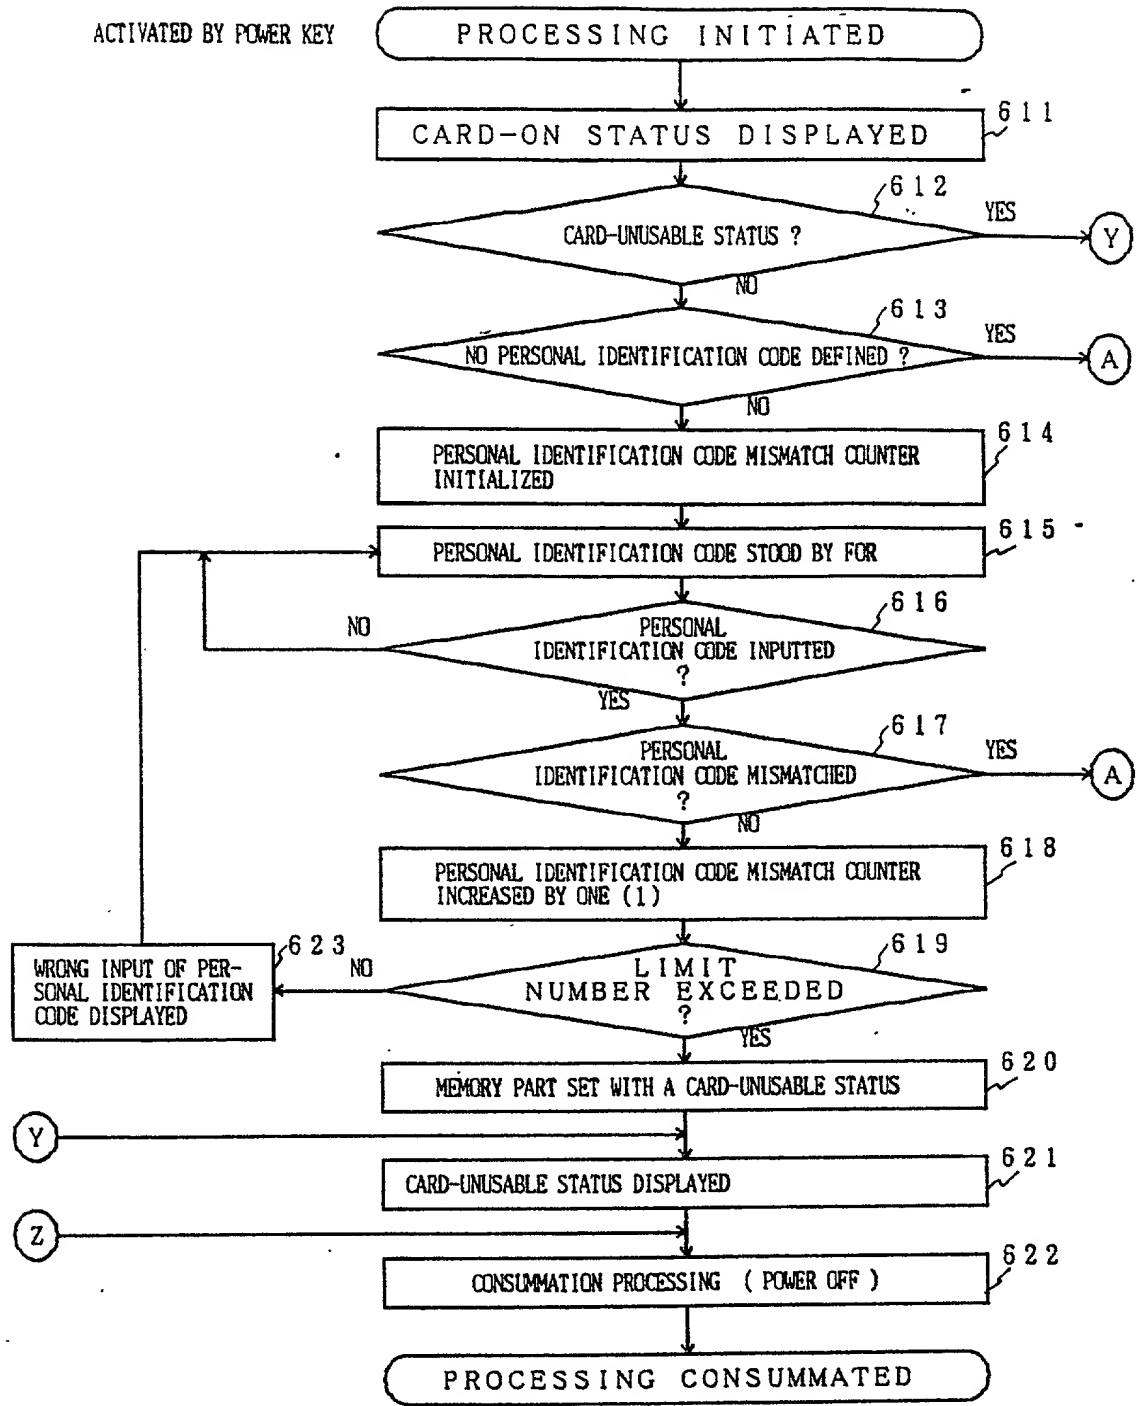 ACTIVATED BY POWER KEY
PROCESSING INITIATED
611
CARD-ON STATUS DISPLAYED
612
CARD-UNUSABLE STATUS ?
YES
Y
NO
613
NO PERSONAL IDENTIFICATION CODE DEFINED ?
YES
A
NO
614
PERSONAL IDENTIFICATION CODE MISMATCH COUNTER
INITIALIZED
615
PERSONAL IDENTIFICATION CODE STOOD BY FOR
616
NO
PERSONAL
IDENTIFICATION CODE INPUTTED
?
YES
617
PERSONAL
IDENTIFICATION CODE MISMATCHED
?
YES
A
NO
618
PERSONAL IDENTIFICATION CODE MISMATCH COUNTER
INCREASED BY ONE (1)
619
LIMIT
NUMBER EXCEEDED
?
NO
623
WRONG INPUT OF PER-
SONAL IDENTIFICATION
CODE DISPLAYED
YES
620
MEMORY PART SET WITH A CARD-UNUSABLE STATUS
Y
621
CARD-UNUSABLE STATUS DISPLAYED
Z
622
CONSUMMATION PROCESSING ( POWER OFF )
PROCESSING CONSUMMATED